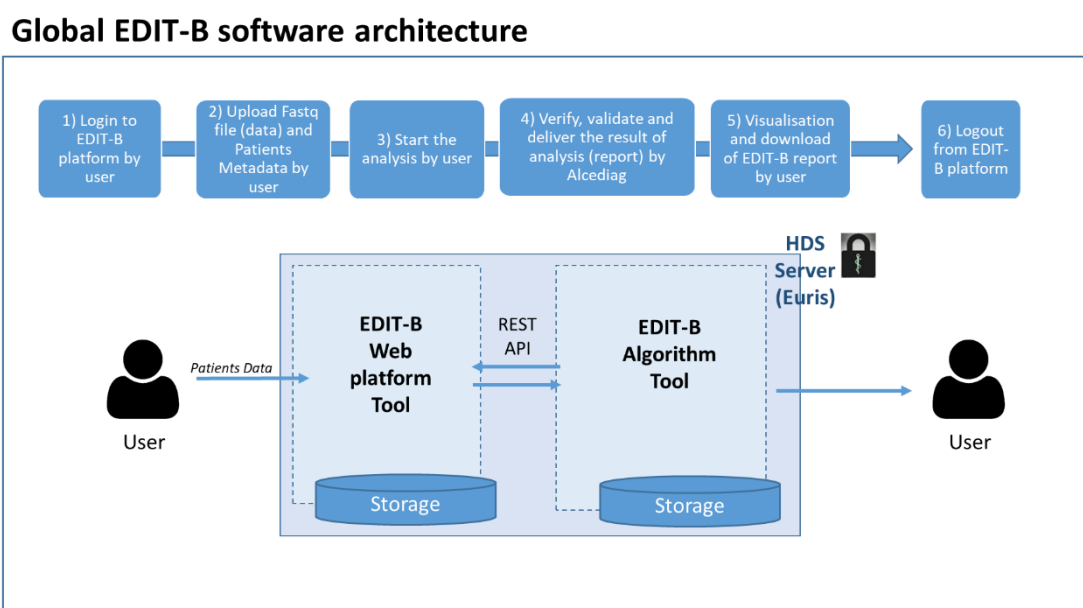 Global EDIT-B software architecture
1) Login to
EDIT-B
platform by
user
2) Upload Fastq
file (data) and
Patients
Metadata by
user
3) Start the
analysis by user
4) Verify, validate and
deliver the result of
analysis (report) by
Alcediag
5) Visualisation
and download
of EDIT-B report
by user
6) Logout
from EDIT-
B platform
HDS
Server
(Euris)
EDIT-B
Web
platform
Tool
REST
API
EDIT-B
Algorithm
Tool
Patients Data
User
User
Storage
Storage